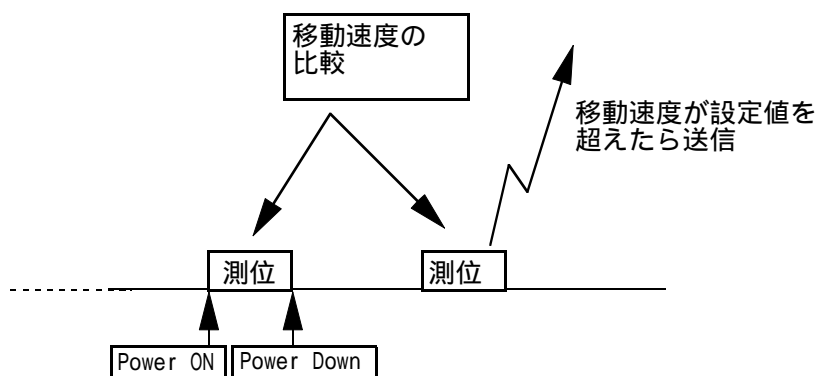 移動速度の
比較
移動速度が設定値を
超えたら送信
測位
測位
Power ON
Power Down